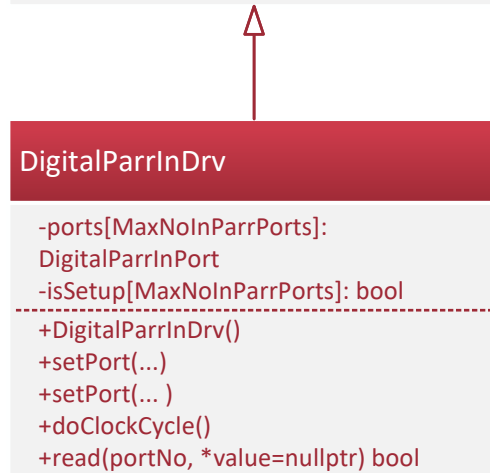 DigitalParrInDrv
-ports[MaxNoInParrPorts]:
DigitalParrInPort
-isSetup[MaxNoInParrPorts]: bool
+DigitalParrInDrv()
+setPort(...)
+setPort(... )
+doClockCycle()
+read(portNo, *value=nullptr) bool